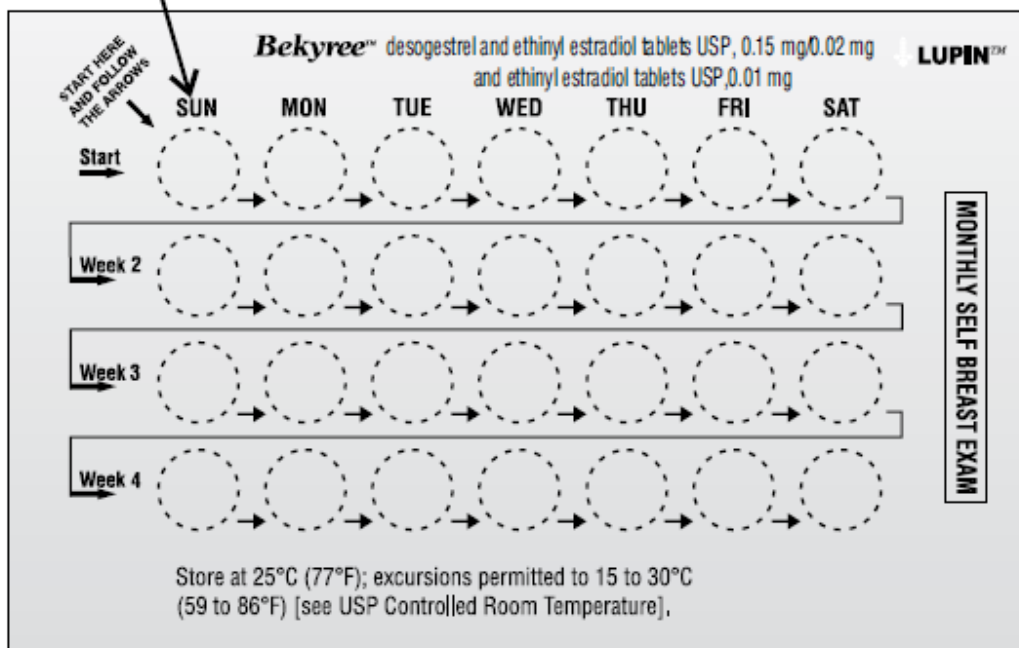 Bekyree™ desogestrel and ethinyl estradiol tablets USP, 0.15 mg/0.02 mg
and ethinyl estradiol tablets USP,0.01 mg
LUPIN™
START HERE
AND FOLLOW
THE ARROWS
SUN MON TUE WED THU FRI SAT
Start
Week 2
Week 3
Week 4
MONTHLY SELF BREAST EXAM
Store at 25°C (77°F); excursions permitted to 15 to 30°C
(59 to 86°F) [see USP Controlled Room Temperature].